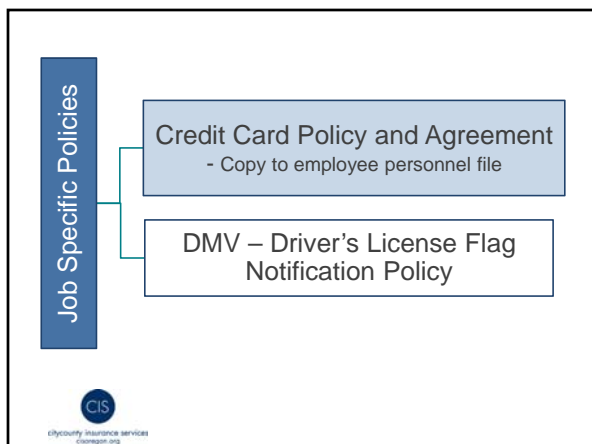 Job Specific Policies
Credit Card Policy and Agreement
- Copy to employee personnel file
DMV – Driver's License Flag
Notification Policy
CIS
citycounty insurance services
cisoregon.org